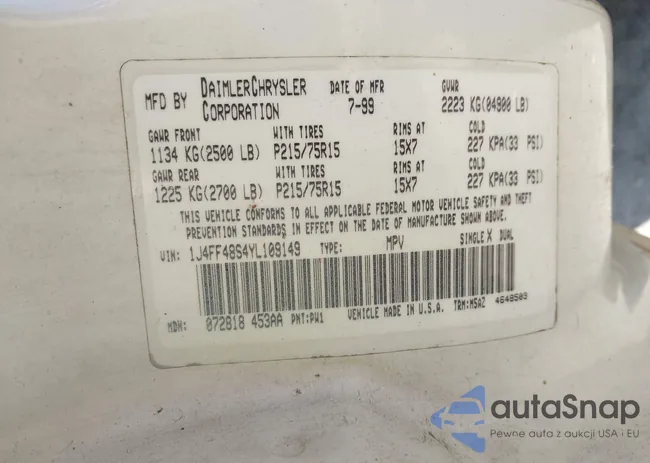 MFD BY DAIMLERCHRYSLER CORPORATION DATE OF MFR 7-99 GVWR 2223 KG(04900 LB)
GAWR FRONT WITH TIRES RIMS AT COLD
1134 KG(2500 LB) P215/75R15 15X7 227 KPA(33 PSI)
GAWR REAR WITH TIRES RIMS AT COLD
1225 KG(2700 LB) P215/75R15 15X7 227 KPA(33 PSI)
THIS VEHICLE CONFORMS TO ALL APPLICABLE FEDERAL MOTOR VEHICLE SAFETY AND THEFT
PREVENTION STANDARDS IN EFFECT ON THE DATE OF MANUFACTURE SHOWN ABOVE.
VIN: 1J4FF48S4YL109149 TYPE: MPV SINGLE X DUAL
MDH: 072818 453AA PNT:PW1 VEHICLE MADE IN U.S.A. TRM:MSAZ 4648503
autaSnap
Pewne auta z aukcji USA i EU